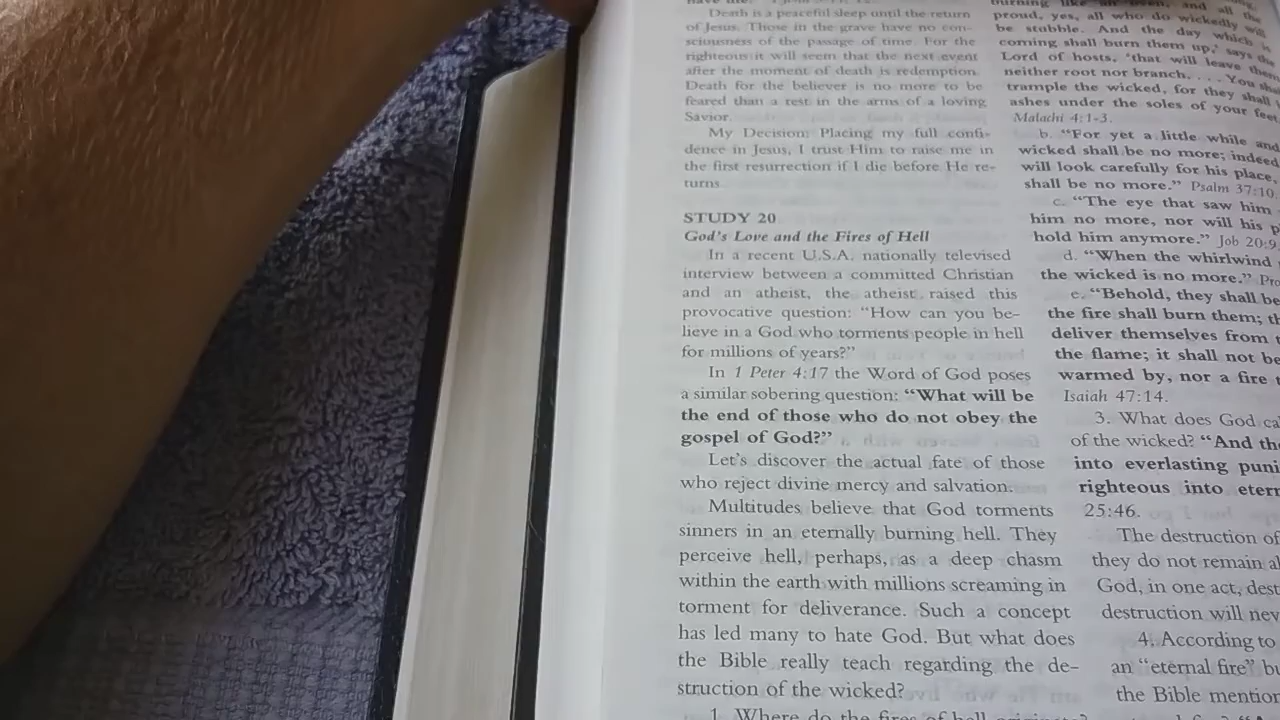 Death is a peaceful sleep until the return
of Jesus. Those in the grave have no con-
sciousness of the passage of time. For the
righteous it will seem that the next event
after the moment of death is redemption.
Death for the believer is no more to be
feared than a rest in the arms of a loving
Savior.
My Decision: Placing my full confi-
dence in Jesus, I trust Him to raise me in
the first resurrection if I die before He re-
turns.
STUDY 20
God's Love and the Fires of Hell
In a recent U.S.A. nationally televised
interview between a committed Christian
and an atheist, the atheist raised this
provocative question: "How can you be-
lieve in a God who torments people in hell
for millions of years?"
In 1 Peter 4:17 the Word of God poses
a similar sobering question: "What will be
the end of those who do not obey the
gospel of God?"
Let's discover the actual fate of those
who reject divine mercy and salvation.
Multitudes believe that God torments
sinners in an eternally burning hell. They
perceive hell, perhaps, as a deep chasm
within the earth with millions screaming in
torment for deliverance. Such a concept
has led many to hate God. But what does
the Bible really teach regarding the de-
struction of the wicked?
1. Where do the fires of hell
burning like an oven, and all the
proud, yes, all who do wickedly will
be stubble. And the day which is
coming shall burn them up,' says the
Lord of hosts, 'that will leave them
neither root nor branch. . . . You
trample the wicked, for they shall
ashes under the soles of your feet
Malachi 4:1-3.
b. "For yet a little while and
wicked shall be no more; indeed
will look carefully for his place,
shall be no more." Psalm 37:10
c. "The eye that saw him
him no more, nor will his
hold him anymore." Job 20:9
d. "When the whirlwind
the wicked is no more."
e. "Behold, they shall be
the fire shall burn them;
deliver themselves from
the flame; it shall not be
warmed by, nor a fire
Isaiah 47:14.
3. What does God
of the wicked? "And
into everlasting
righteous into
25:46.
The destruction of
they do not remain
God, in one act,
destruction will
4. According to
an "eternal fire"
the Bible